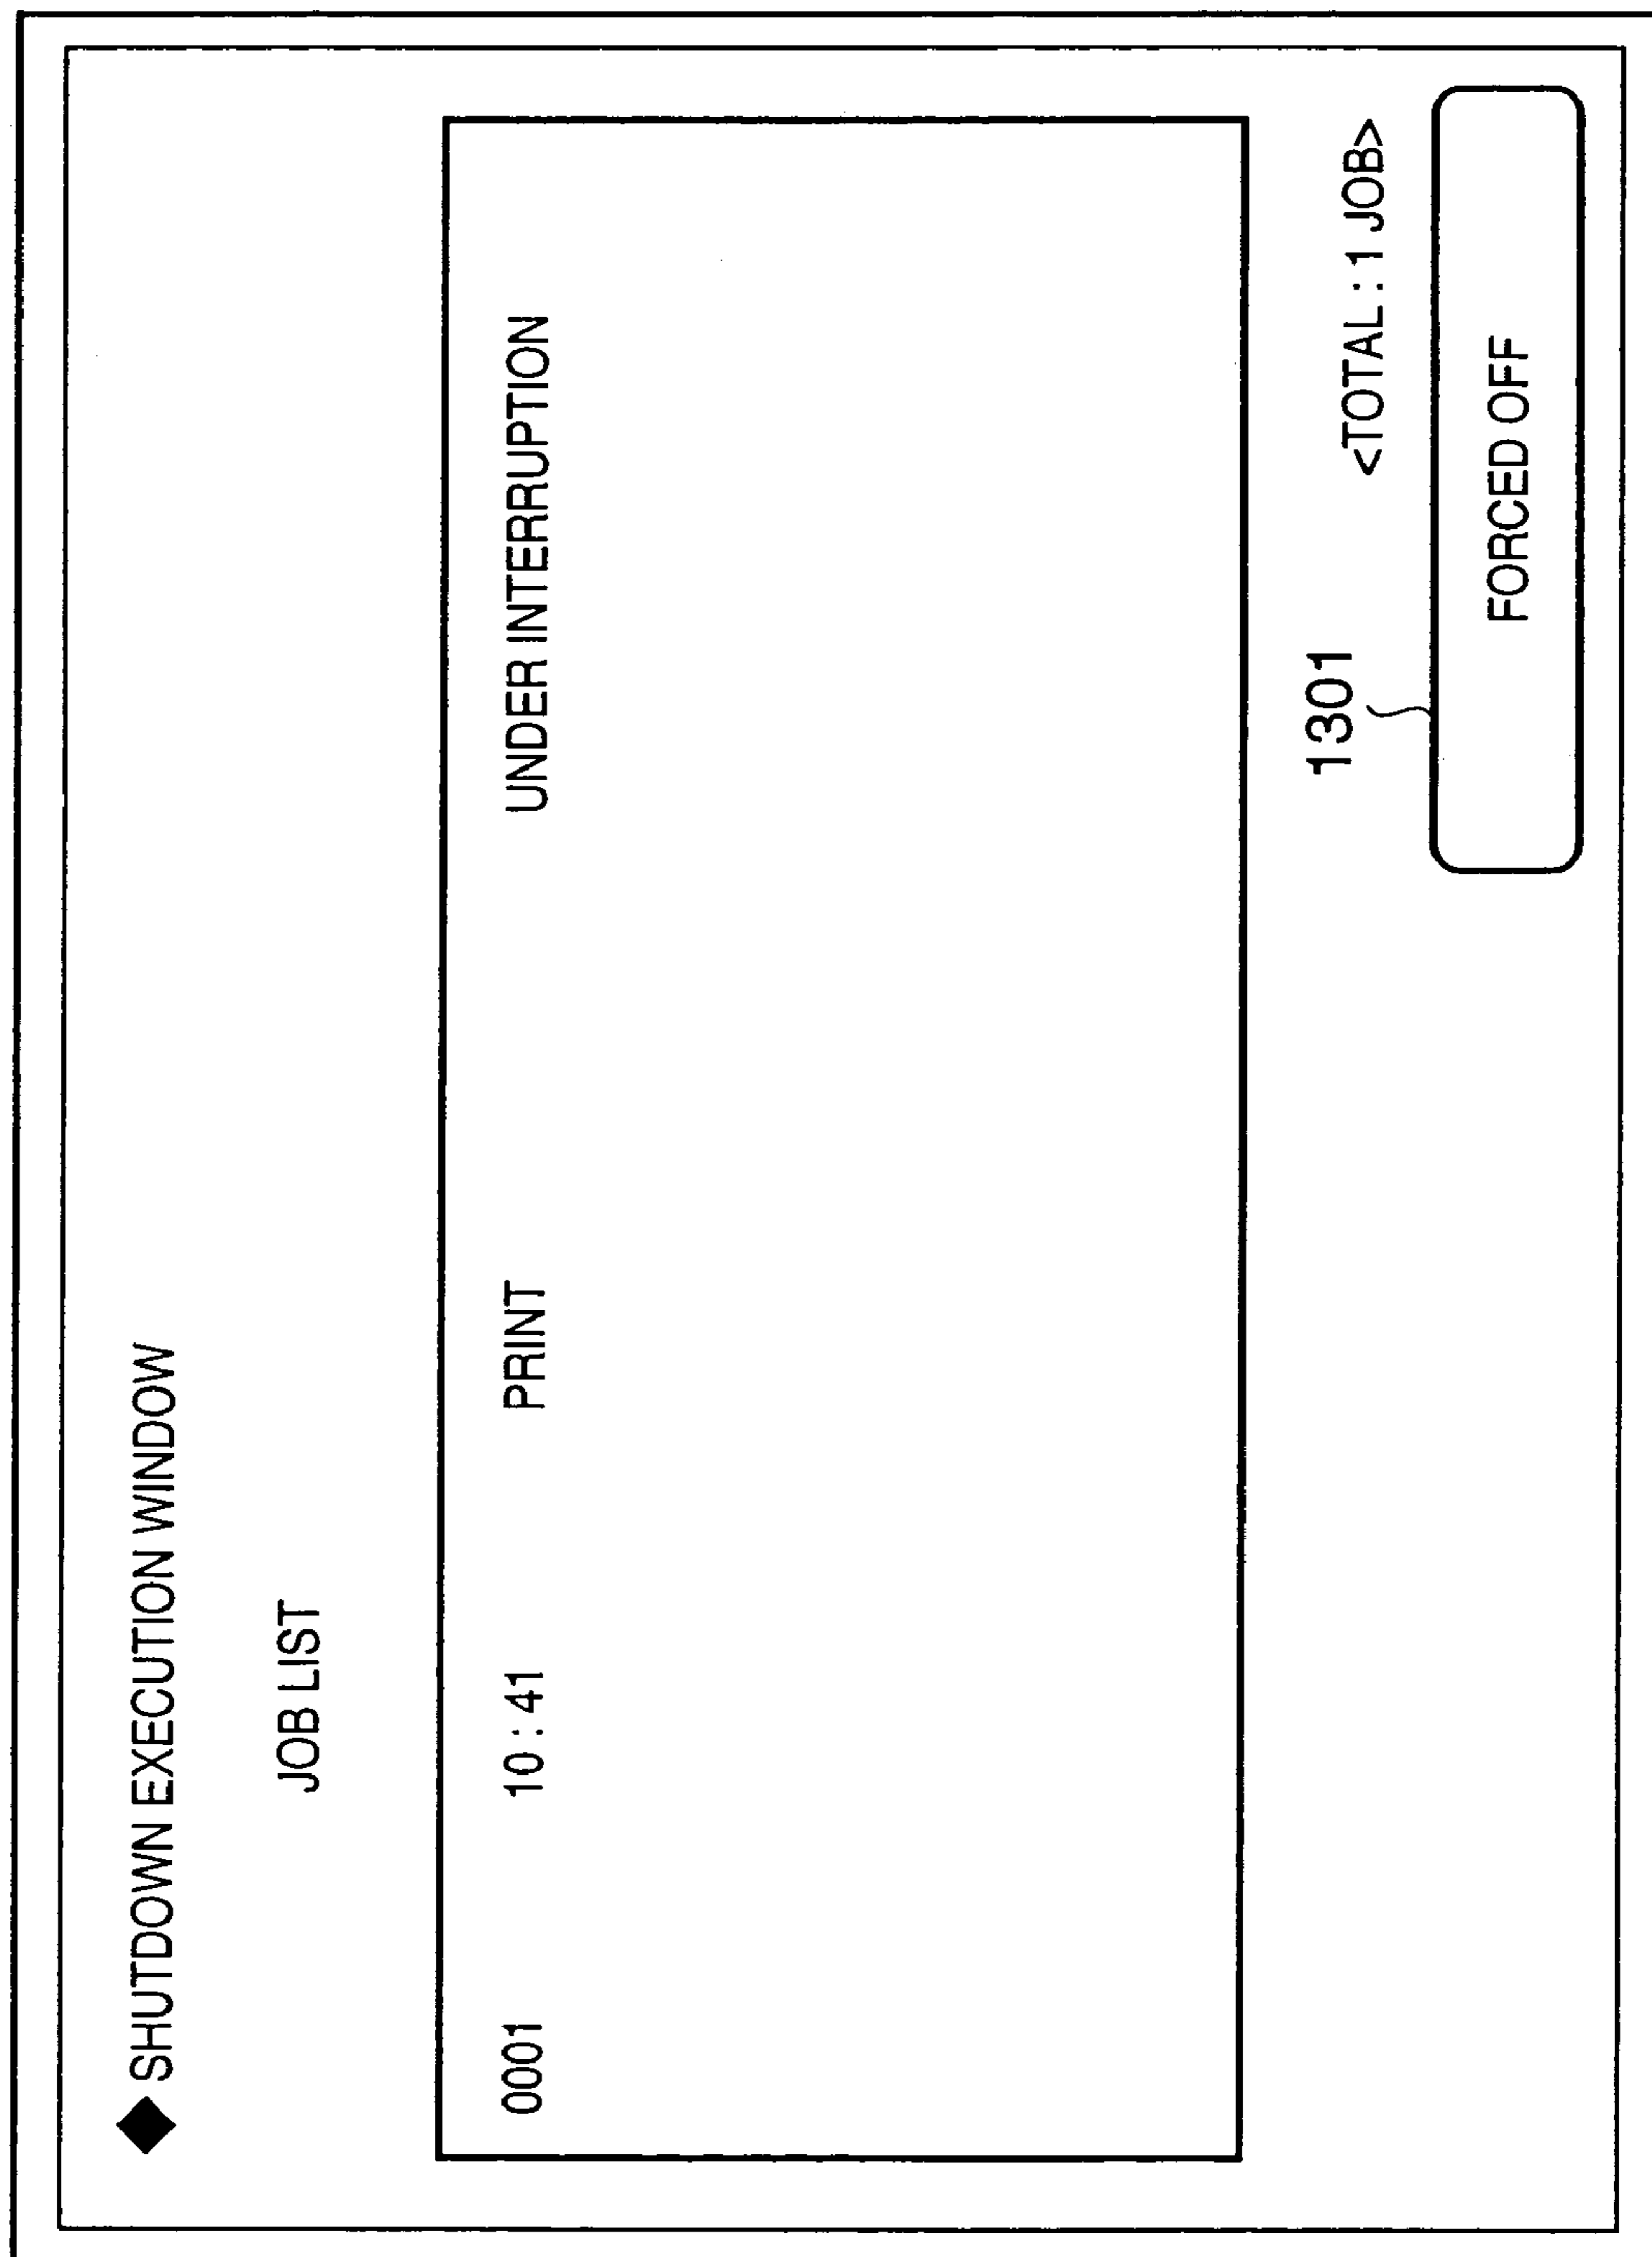 ◆ SHUTDOWN EXECUTION WINDOW
JOB LIST
0001 10 : 41 PRINT UNDER INTERRUPTION
<TOTAL : 1 JOB>
1301
FORCED OFF